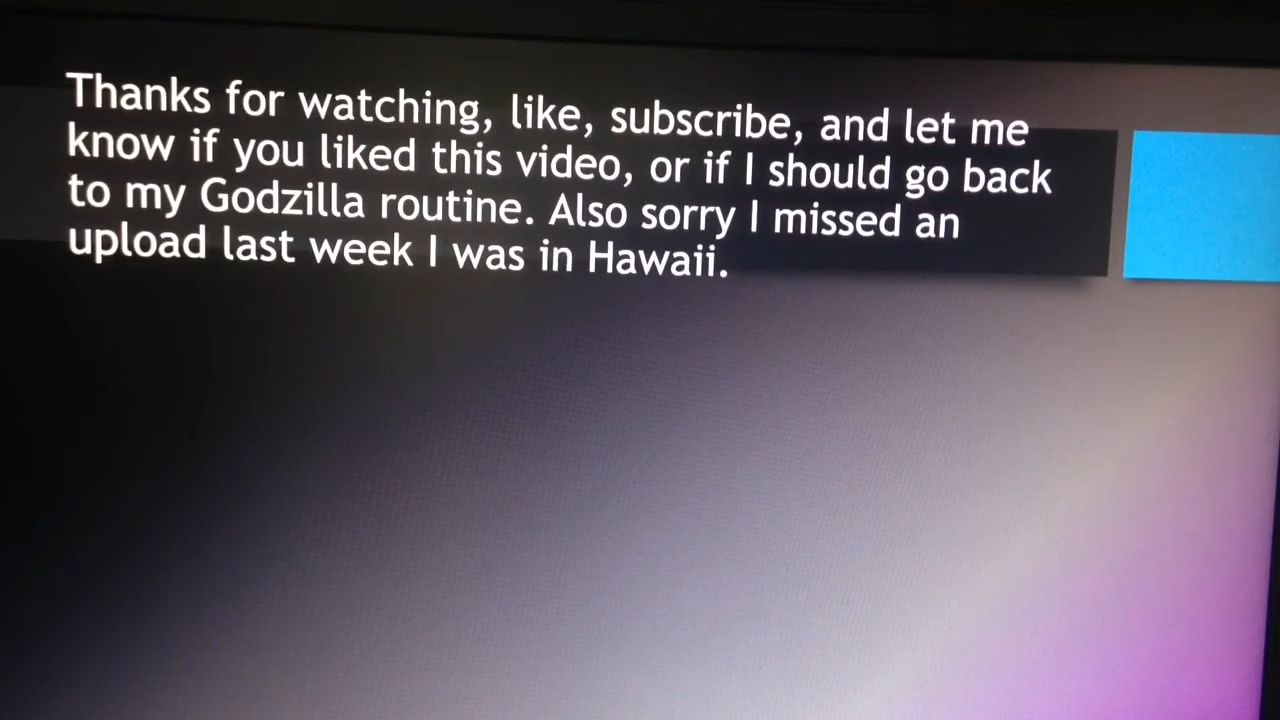 Thanks for watching, like, subscribe, and let me
know if you liked this video, or if I should go back
to my Godzilla routine. Also sorry I missed an
upload last week I was in Hawaii.